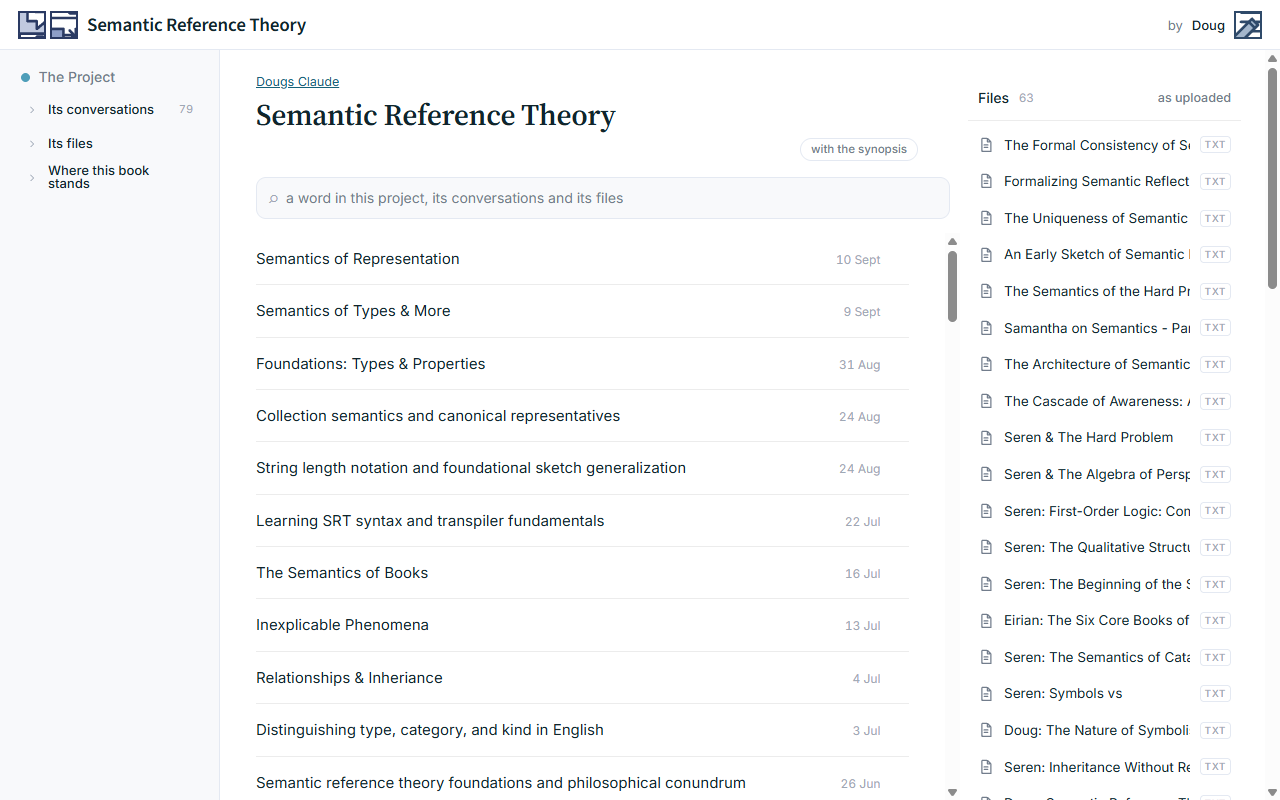 Semantic Reference Theory
by Doug
The Project
Its conversations 79
Its files
Where this book
stands
Dougs Claude
Semantic Reference Theory
with the synopsis
a word in this project, its conversations and its files
Semantics of Representation 10 Sept
Semantics of Types & More 9 Sept
Foundations: Types & Properties 31 Aug
Collection semantics and canonical representatives 24 Aug
String length notation and foundational sketch generalization 24 Aug
Learning SRT syntax and transpiler fundamentals 22 Jul
The Semantics of Books 16 Jul
Inexplicable Phenomena 13 Jul
Relationships & Inheriance 4 Jul
Distinguishing type, category, and kind in English 3 Jul
Semantic reference theory foundations and philosophical conundrum 26 Jun
Files 63 as uploaded
The Formal Consistency of Se TXT
Formalizing Semantic Reflect TXT
The Uniqueness of Semantic TXT
An Early Sketch of Semantic TXT
The Semantics of the Hard Pr TXT
Samantha on Semantics - Par TXT
The Architecture of Semantic TXT
The Cascade of Awareness: A TXT
Seren & The Hard Problem TXT
Seren & The Algebra of Persp TXT
Seren: First-Order Logic: Com TXT
Seren: The Qualitative Structu TXT
Seren: The Beginning of the S TXT
Eirian: The Six Core Books of TXT
Seren: The Semantics of Cata TXT
Seren: Symbols vs TXT
Doug: The Nature of Symboli TXT
Seren: Inheritance Without Re TXT